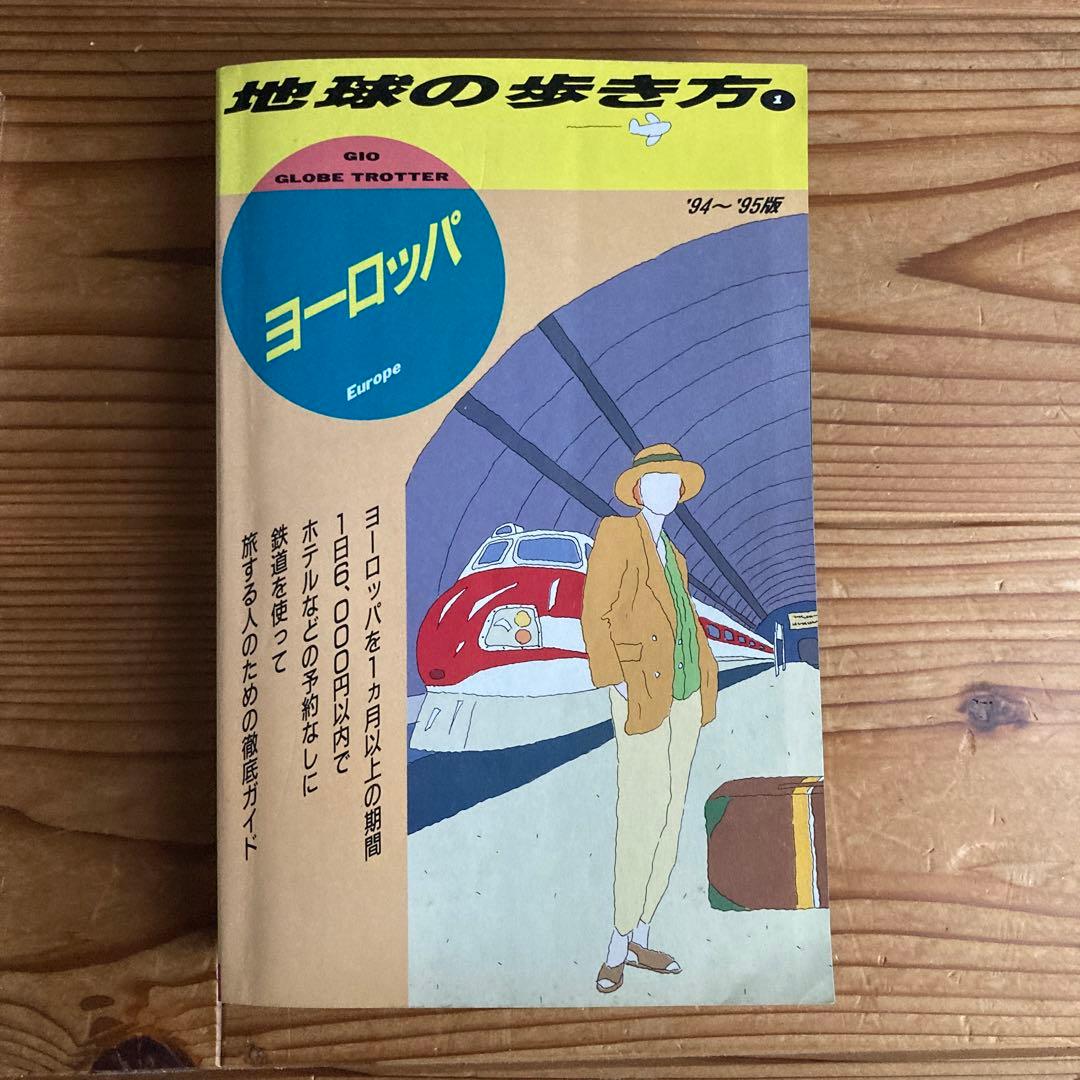 地球の歩き方 1
GIO
GLOBE TROTTER
'94〜'95版
ヨーロッパ
Europe
ヨーロッパを1ヵ月以上の期間
1日6,000円以内で
ホテルなどの予約なしに
鉄道を使って
旅する人のための徹底ガイド